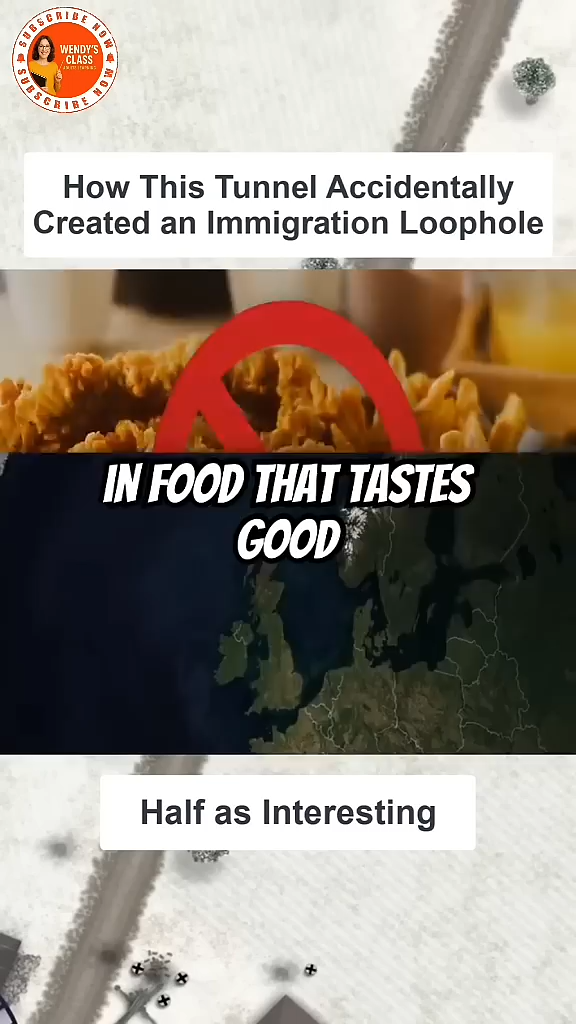 SUBSCRIBE NOW
WENDY'S
CLASS
SUBSCRIBE NOW
How This Tunnel Accidentally
Created an Immigration Loophole
IN FOOD THAT TASTES
GOOD
Half as Interesting